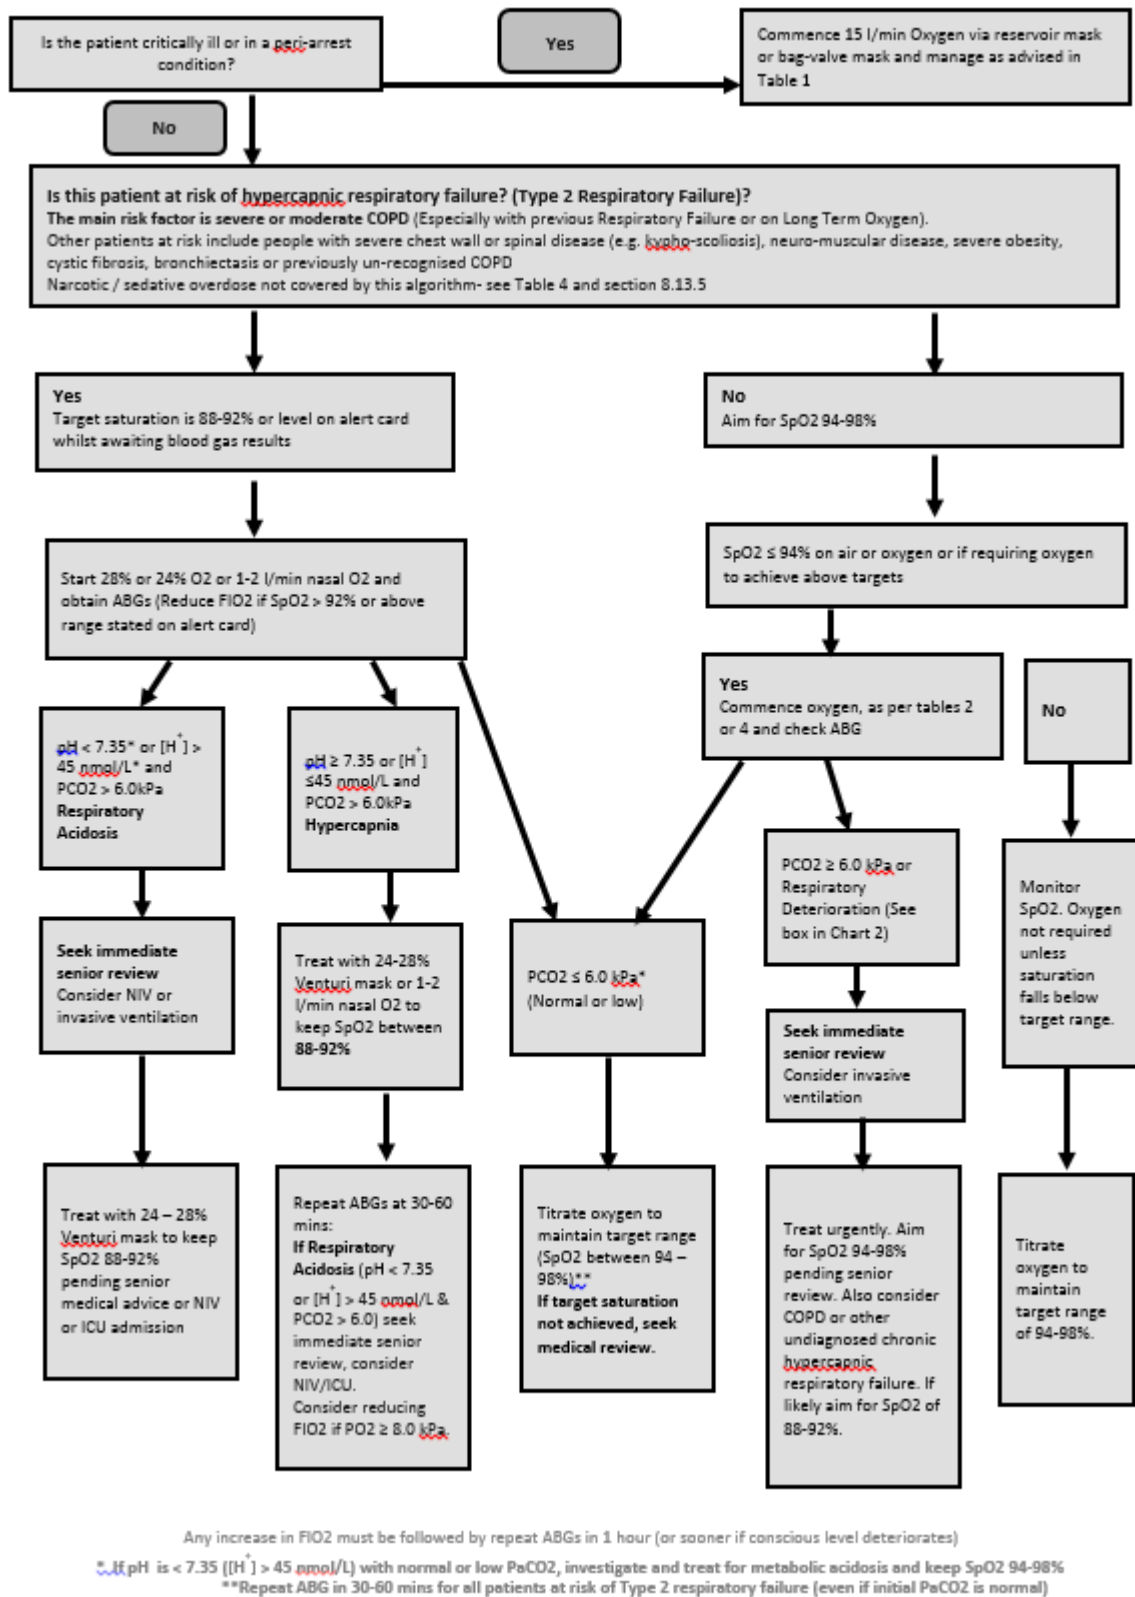 Is the patient critically ill or in a peri-arrest
condition?
Yes
Commence 15 l/min Oxygen via reservoir mask
or bag-valve mask and manage as advised in
Table 1
No
Is this patient at risk of hypercapnic respiratory failure? (Type 2 Respiratory Failure)?
The main risk factor is severe or moderate COPD (Especially with previous Respiratory Failure or on Long Term Oxygen).
Other patients at risk include people with severe chest wall or spinal disease (e.g. kypho-scoliosis), neuro-muscular disease, severe obesity,
cystic fibrosis, bronchiectasis or previously un-recognised COPD
Narcotic / sedative overdose not covered by this algorithm- see Table 4 and section 8.13.5
Yes
Target saturation is 88-92% or level on alert card
whilst awaiting blood gas results
No
Aim for SpO2 94-98%
Start 28% or 24% O2 or 1-2 l/min nasal O2 and
obtain ABGs (Reduce FIO2 if SpO2 > 92% or above
range stated on alert card)
SpO2 ≤ 94% on air or oxygen or if requiring oxygen
to achieve above targets
Yes
Commence oxygen, as per tables 2
or 4 and check ABG
No
pH < 7.35* or [H+] >
45 nmol/L* and
PCO2 > 6.0kPa
Respiratory
Acidosis
pH ≥ 7.35 or [H+]
≤45 nmol/L and
PCO2 > 6.0kPa
Hypercapnia
PCO2 ≥ 6.0 kPa or
Respiratory
Deterioration (See
box in Chart 2)
Monitor
SpO2. Oxygen
not required
unless
saturation
falls below
target range.
Seek immediate
senior review
Consider NIV or
invasive ventilation
Treat with 24-28%
Venturi mask or 1-2
l/min nasal O2 to
keep SpO2 between
88-92%
PCO2 ≤ 6.0 kPa*
(Normal or low)
Seek immediate
senior review
Consider invasive
ventilation
Treat with 24 – 28%
Venturi mask to keep
SpO2 88-92%
pending senior
medical advice or NIV
or ICU admission
Repeat ABGs at 30-60
mins:
If Respiratory
Acidosis (pH < 7.35
or [H+] > 45 nmol/L &
PCO2 > 6.0) seek
immediate senior
review, consider
NIV/ICU.
Consider reducing
FIO2 if PO2 ≥ 8.0 kPa.
Titrate oxygen to
maintain target range
(SpO2 between 94 –
98%)**
If target saturation
not achieved, seek
medical review.
Treat urgently. Aim
for SpO2 94-98%
pending senior
review. Also consider
COPD or other
undiagnosed chronic
hypercapnic
respiratory failure. If
likely aim for SpO2 of
88-92%.
Titrate
oxygen to
maintain
target range
of 94-98%.
Any increase in FIO2 must be followed by repeat ABGs in 1 hour (or sooner if conscious level deteriorates)
*. If pH is < 7.35 ([H+] > 45 nmol/L) with normal or low PaCO2, investigate and treat for metabolic acidosis and keep SpO2 94-98%
**Repeat ABG in 30-60 mins for all patients at risk of Type 2 respiratory failure (even if initial PaCO2 is normal)